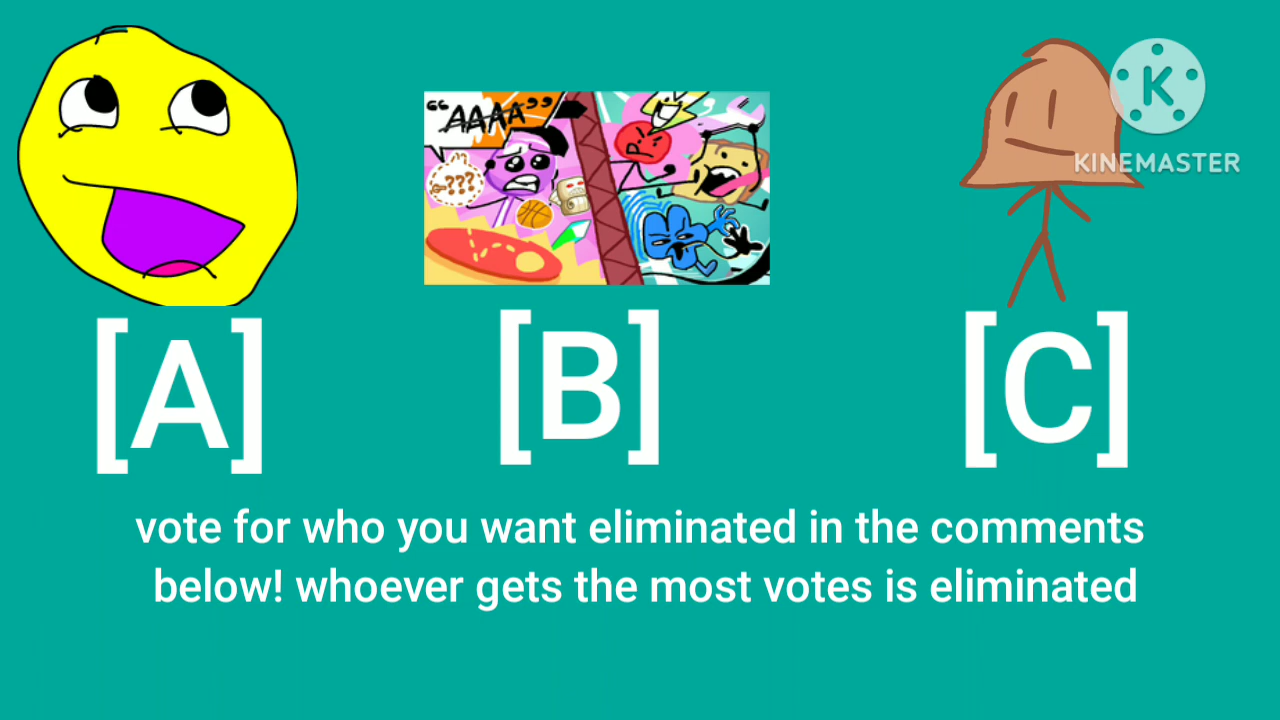 “AAAA”
???
K
KINEMASTER
[A]
[B]
[C]
vote for who you want eliminated in the comments
below! whoever gets the most votes is eliminated